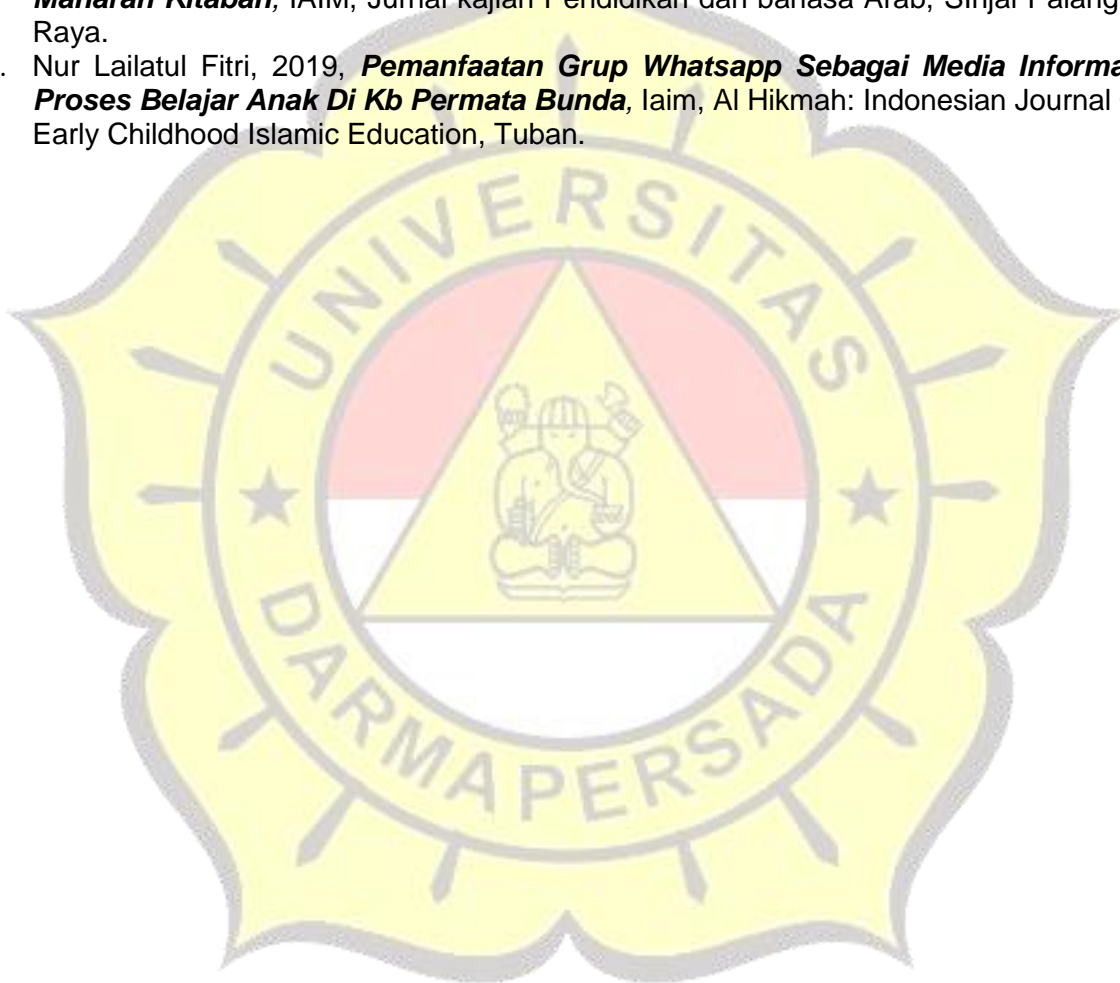 Maharah Kitabah, IAIM, Jurnal kajian Pendidikan dan bahasa Arab, Sinjai Palang
Raya.
. Nur Lailatul Fitri, 2019, Pemanfaatan Grup Whatsapp Sebagai Media Informa
Proses Belajar Anak Di Kb Permata Bunda, Iaim, Al Hikmah: Indonesian Journal
Early Childhood Islamic Education, Tuban.
UNIVERSITAS
DARMA PERSADA